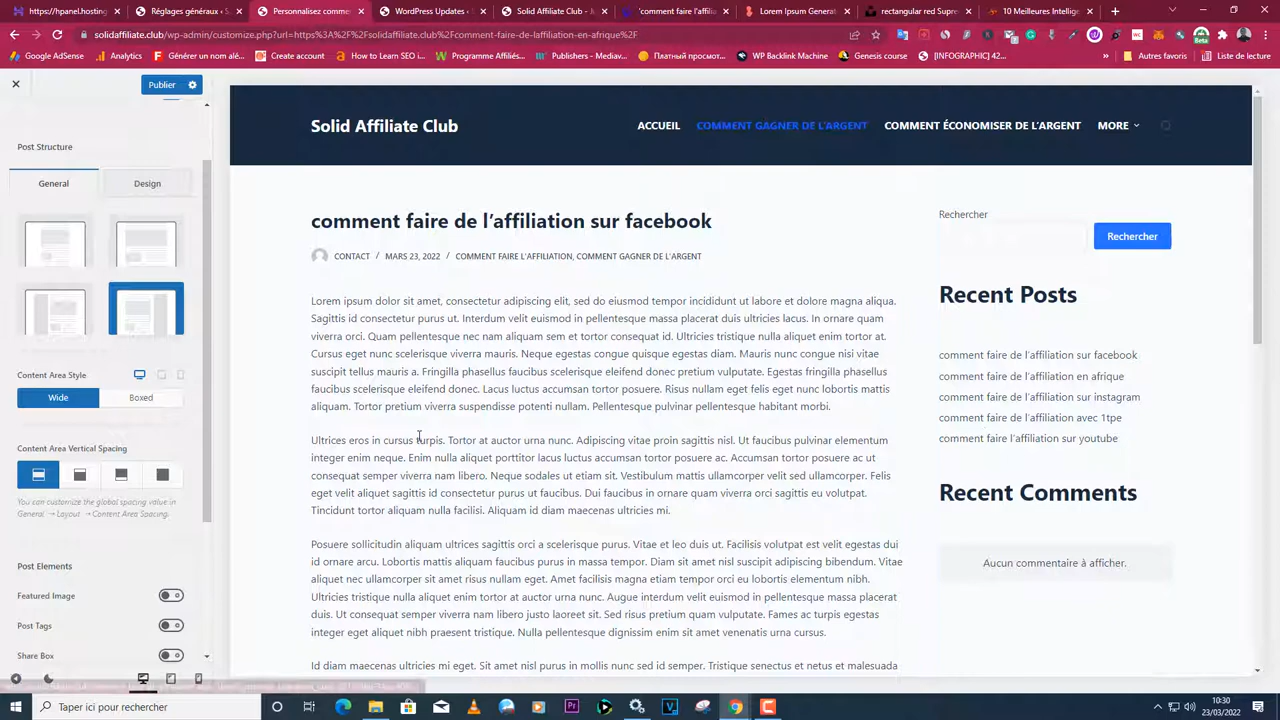 https://hpanel.hosting
Réglages généraux ‹ S
Personnalisez comme
WordPress Updates ‹
Solid Affiliate Club - Ju
'comment faire l'affil
Lorem Ipsum Generat
rectangular red Supre
10 Meilleures Intellige
solidaffiliate.club/wp-admin/customize.php?url=https%3A%2F%2Fsolidaffiliate.club%2Fcomment-faire-de-laffiliation-en-afrique%2F
Google AdSense
Analytics
Générer un nom alé...
Create account
How to Learn SEO i...
Programme Affiliés...
Publishers - Mediav...
Платный просмот...
WP Backlink Machine
Genesis course
[INFOGRAPHIC] 42...
Autres favoris
Liste de lecture
Publier
Post Structure
General
Design
Content Area Style
Wide
Boxed
Content Area Vertical Spacing
You can customize the global spacing value in
General → Layout → Content Area Spacing.
Post Elements
Featured Image
Post Tags
Share Box
Solid Affiliate Club
ACCUEIL
COMMENT GAGNER DE L'ARGENT
COMMENT ÉCONOMISER DE L'ARGENT
MORE
comment faire de l'affiliation sur facebook
CONTACT / MARS 23, 2022 / COMMENT FAIRE L'AFFILIATION, COMMENT GAGNER DE L'ARGENT
Lorem ipsum dolor sit amet, consectetur adipiscing elit, sed do eiusmod tempor incididunt ut labore et dolore magna aliqua.
Sagittis id consectetur purus ut. Interdum velit euismod in pellentesque massa placerat duis ultricies lacus. In ornare quam
viverra orci. Quam pellentesque nec nam aliquam sem et tortor consequat id. Ultricies tristique nulla aliquet enim tortor at.
Cursus eget nunc scelerisque viverra mauris. Neque egestas congue quisque egestas diam. Mauris nunc congue nisi vitae
suscipit tellus mauris a. Fringilla phasellus faucibus scelerisque eleifend donec pretium vulputate. Egestas fringilla phasellus
faucibus scelerisque eleifend donec. Lacus luctus accumsan tortor posuere. Risus nullam eget felis eget nunc lobortis mattis
aliquam. Tortor pretium viverra suspendisse potenti nullam. Pellentesque pulvinar pellentesque habitant morbi.
Ultrices eros in cursus turpis. Tortor at auctor urna nunc. Adipiscing vitae proin sagittis nisl. Ut faucibus pulvinar elementum
integer enim neque. Enim nulla aliquet porttitor lacus luctus accumsan tortor posuere ac. Accumsan tortor posuere ac ut
consequat semper viverra nam libero. Neque sodales ut etiam sit. Vestibulum mattis ullamcorper velit sed ullamcorper. Felis
eget velit aliquet sagittis id consectetur purus ut faucibus. Dui faucibus in ornare quam viverra orci sagittis eu volutpat.
Tincidunt tortor aliquam nulla facilisi. Aliquam id diam maecenas ultricies mi.
Posuere sollicitudin aliquam ultrices sagittis orci a scelerisque purus. Vitae et leo duis ut. Facilisis volutpat est velit egestas dui
id ornare arcu. Lobortis mattis aliquam faucibus purus in massa tempor. Diam sit amet nisl suscipit adipiscing bibendum. Vitae
aliquet nec ullamcorper sit amet risus nullam eget. Amet facilisis magna etiam tempor orci eu lobortis elementum nibh.
Ultricies tristique nulla aliquet enim tortor at auctor urna nunc. Augue interdum velit euismod in pellentesque massa placerat
duis. Ut consequat semper viverra nam libero justo laoreet sit. Sed risus pretium quam vulputate. Fames ac turpis egestas
integer eget aliquet nibh praesent tristique. Nulla pellentesque dignissim enim sit amet venenatis urna cursus.
Id diam maecenas ultricies mi eget. Sit amet nisl purus in mollis nunc sed id semper. Tristique senectus et netus et malesuada
Rechercher
Rechercher
Recent Posts
comment faire de l'affiliation sur facebook
comment faire de l'affiliation en afrique
comment faire de l'affiliation sur instagram
comment faire de l'affiliation avec 1tpe
comment faire l'affiliation sur youtube
Recent Comments
Aucun commentaire à afficher.
Taper ici pour rechercher
10:30
23/03/2022